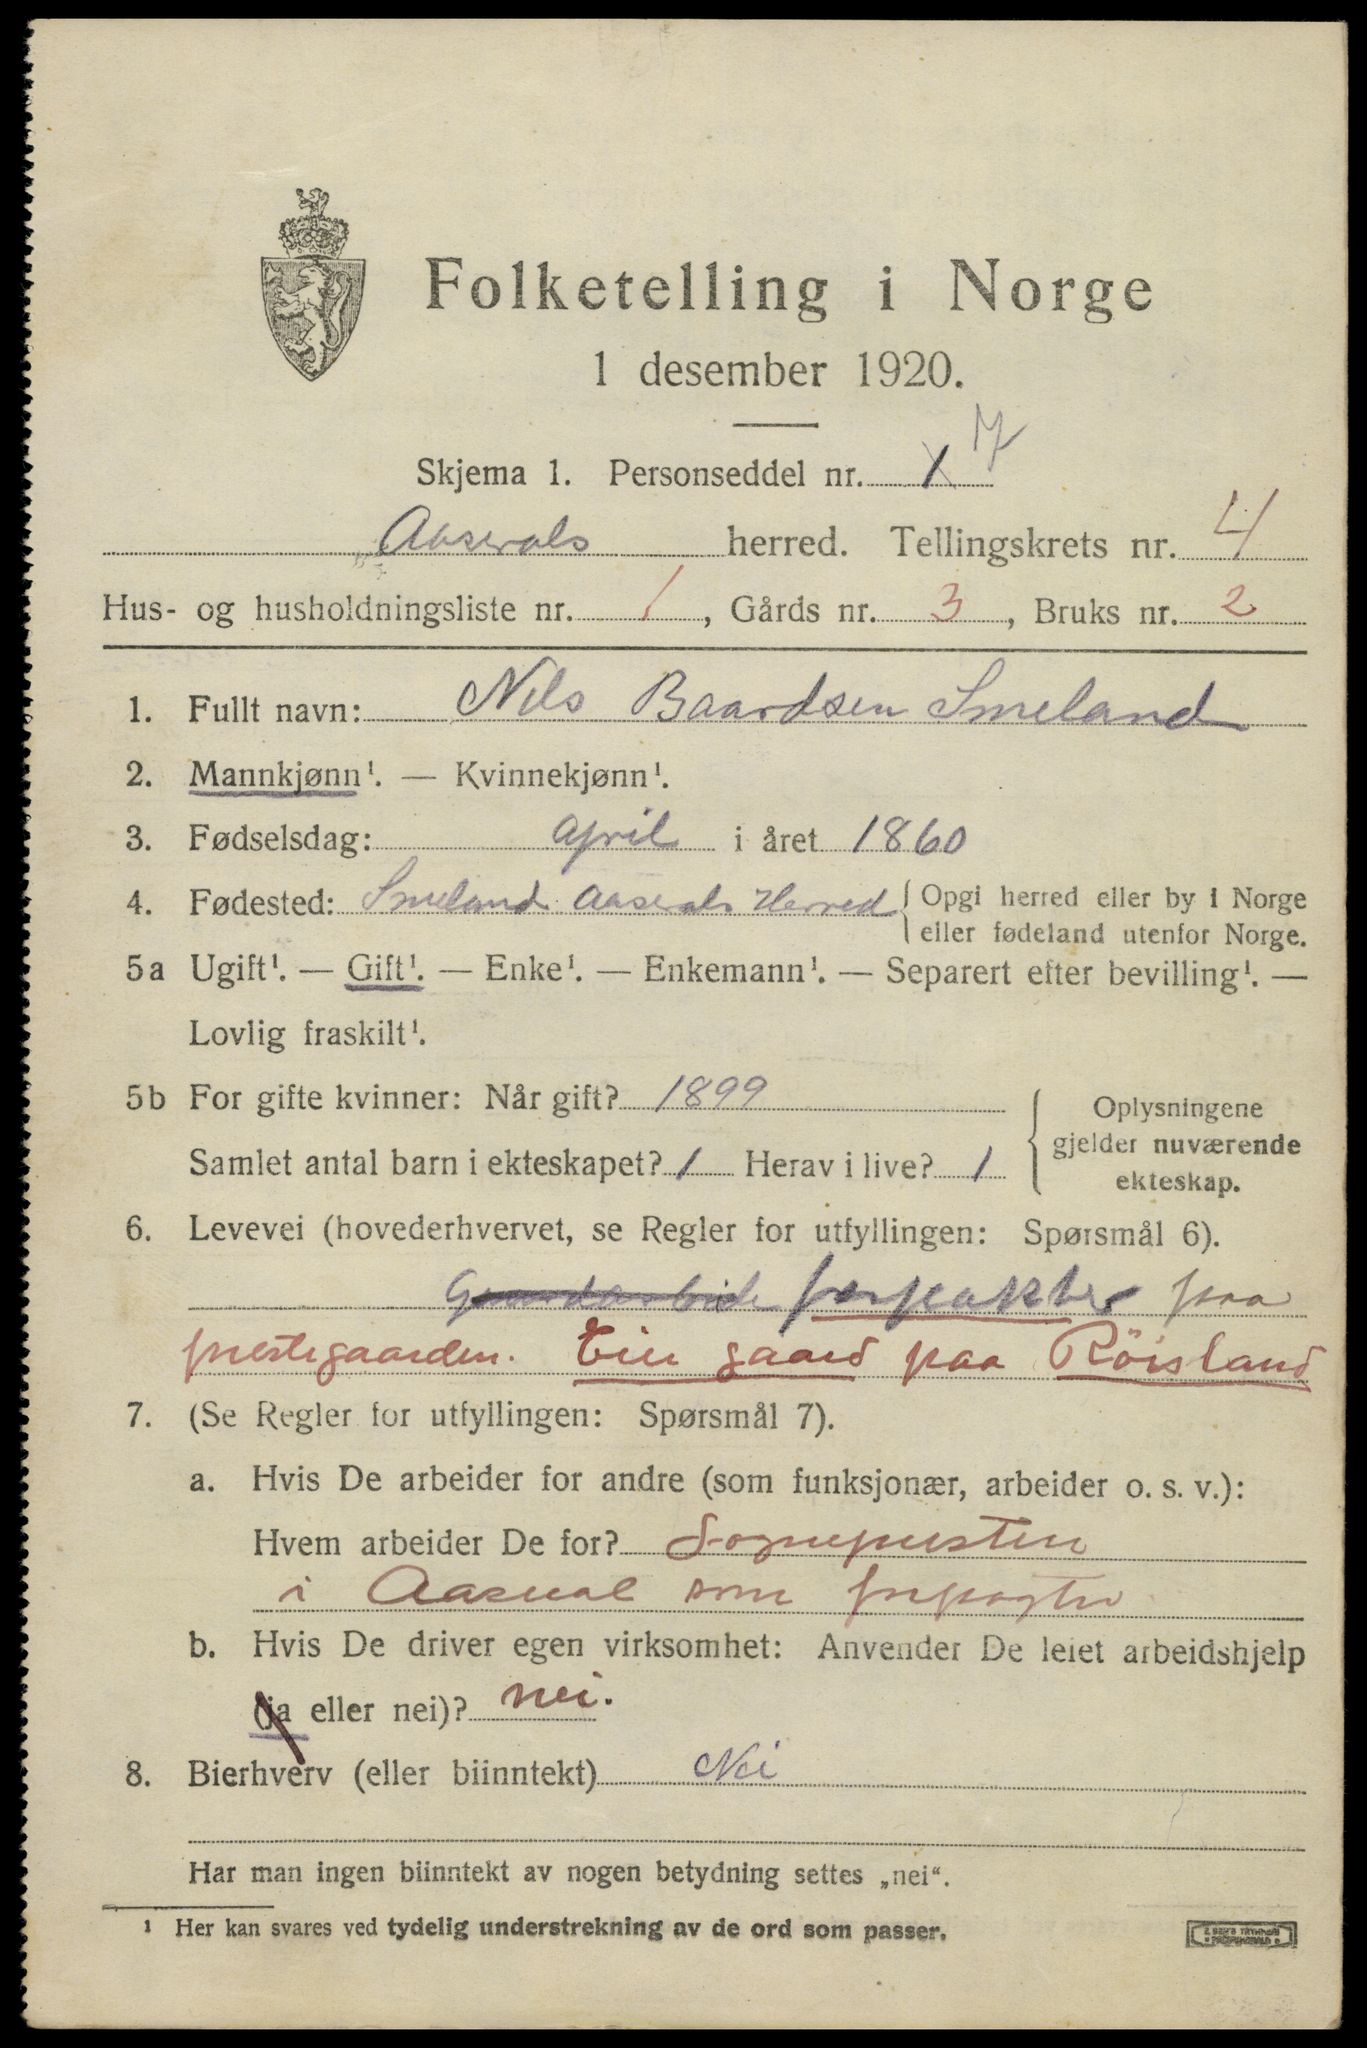 Folketelling i Norge
1 desember 1920.
Skjema 1. Personseddel nr. 1 7
Aaserals herred. Tellingskrets nr. 4
Hus- og husholdningsliste nr. 1, Gårds nr. 3, Bruks nr. 2
1. Fullt navn: Nils Baardsen Smeland
2. Mannkjønn¹. — Kvinnekjønn¹.
3. Fødselsdag: April i året 1860
4. Fødested: Smeland Aaserals Herred { Opgi herred eller by i Norge
eller fødeland utenfor Norge.
5a Ugift¹. — Gift¹. — Enke¹. — Enkemann¹. — Separert efter bevilling¹. —
Lovlig fraskilt¹.
5b For gifte kvinner: Når gift? 1899
Samlet antal barn i ekteskapet? 1 Herav i live? 1
{ Oplysningene
gjelder nuværende
ekteskap.
6. Levevei (hovederhvervet, se Regler for utfyllingen: Spørsmål 6).
Gaardarbeide forpakter paa
prestegaarden. Eier gaard paa Röisland
7. (Se Regler for utfyllingen: Spørsmål 7).
a. Hvis De arbeider for andre (som funksjonær, arbeider o. s. v.):
Hvem arbeider De for? Sognepresten
i Aaseral som forpagter
b. Hvis De driver egen virksomhet: Anvender De leiet arbeidshjelp
(ja eller nei)? nei.
8. Bierhverv (eller biinntekt) Nei
Har man ingen biinntekt av nogen betydning settes „nei“.
¹ Her kan svares ved tydelig understrekning av de ord som passer.